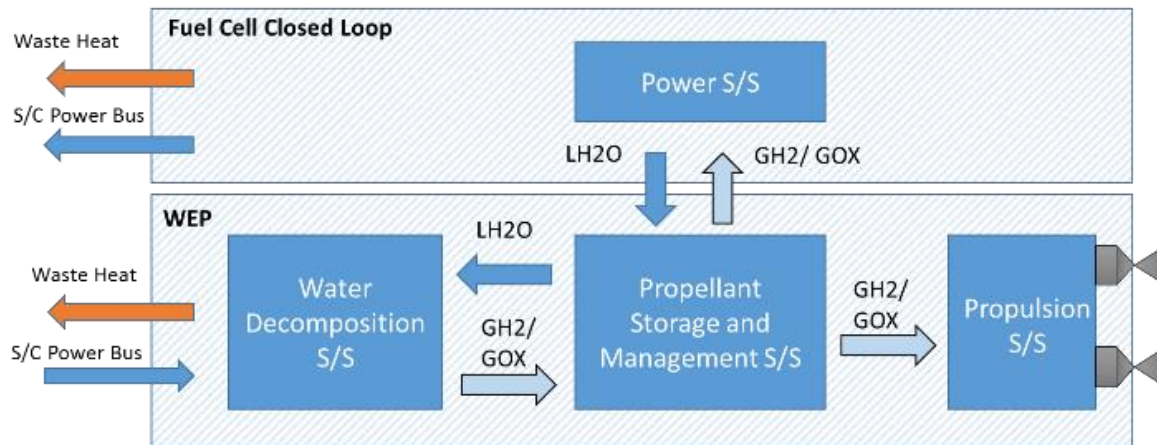 Fuel Cell Closed Loop
Waste Heat
S/C Power Bus
Power S/S
LH2O
GH2/ GOX
WEP
Waste Heat
S/C Power Bus
Water
Decomposition
S/S
LH2O
GH2/
GOX
Propellant
Storage and
Management S/S
GH2/
GOX
Propulsion
S/S